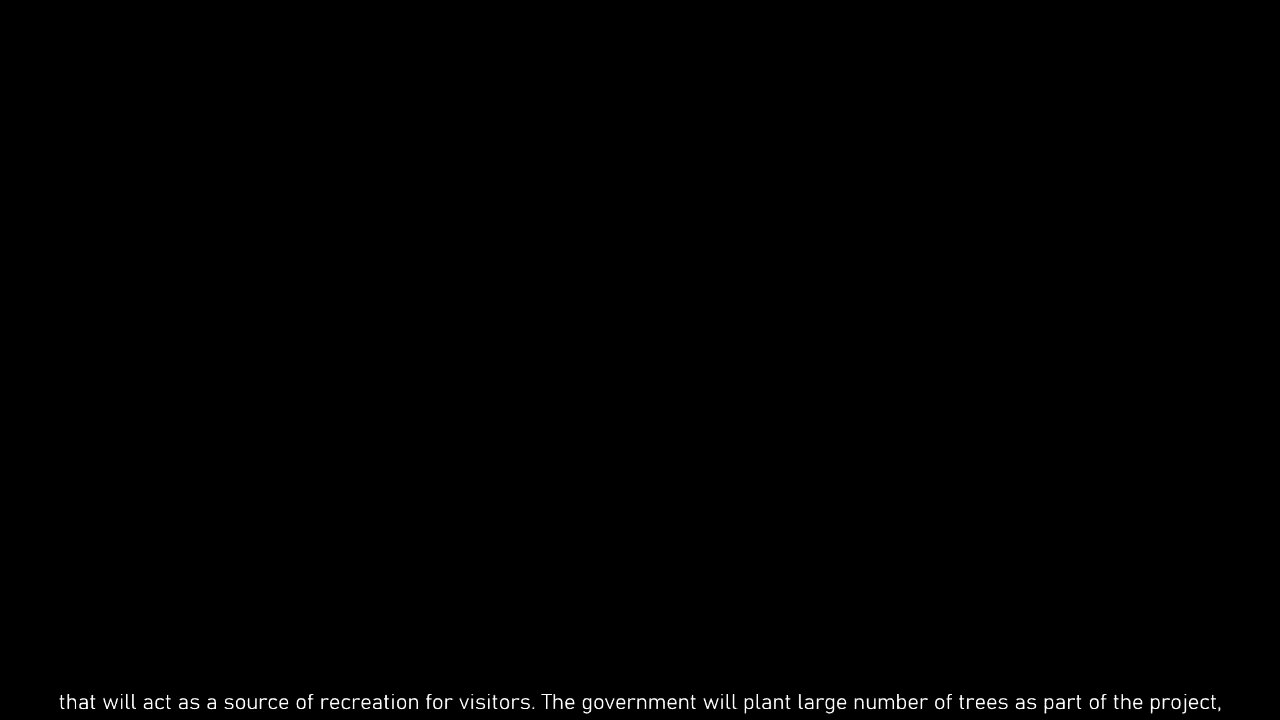 that will act as a source of recreation for visitors. The government will plant large number of trees as part of the project,